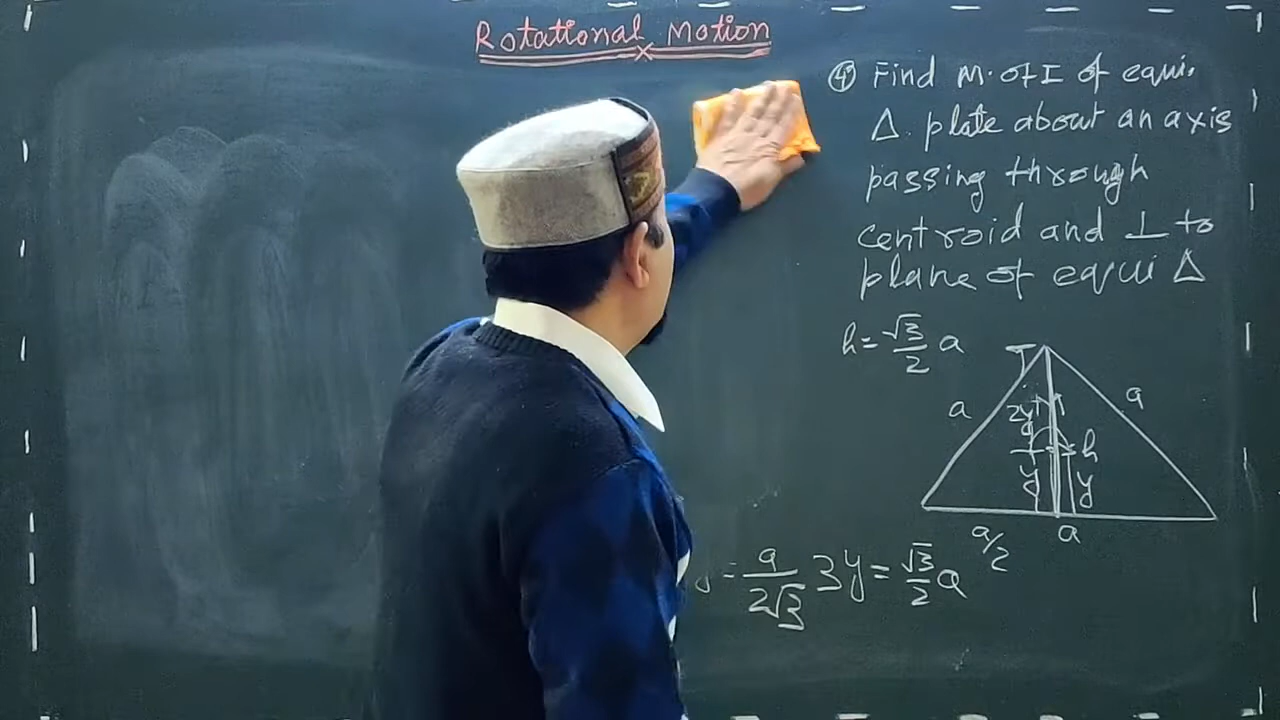 Rotational Motion
④ Find M. of I of equi.
Δ. plate about an axis
passing through
centroid and ⊥ to
plane of equi Δ
h = √3/2 a
a
a
2y
h
y
y
a/2
a
= a/2√3 3y = √3/2 a